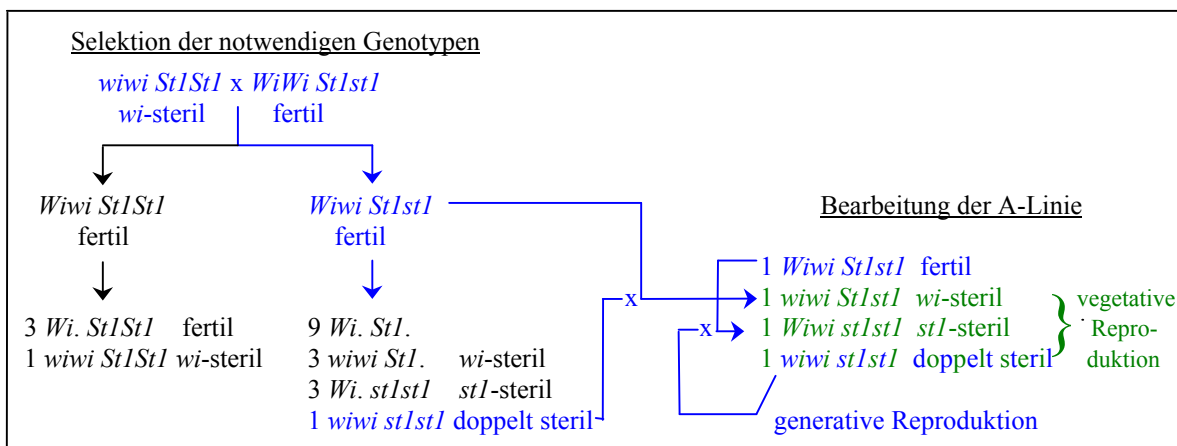 Selektion der notwendigen Genotypen
wiwi St1St1 x WiWi St1st1
wi-steril fertil
Wiwi St1St1
fertil
3 Wi. St1St1 fertil
1 wiwi St1St1 wi-steril
Wiwi St1st1
fertil
9 Wi. St1.
3 wiwi St1. wi-steril
3 Wi. st1st1 st1-steril
1 wiwi st1st1 doppelt steril
x
Bearbeitung der A-Linie
1 Wiwi St1st1 fertil
1 wiwi St1st1 wi-steril
1 Wiwi st1st1 st1-steril
1 wiwi st1st1 doppelt steril
x
} vegetative
Repro-
duktion
generative Reproduktion